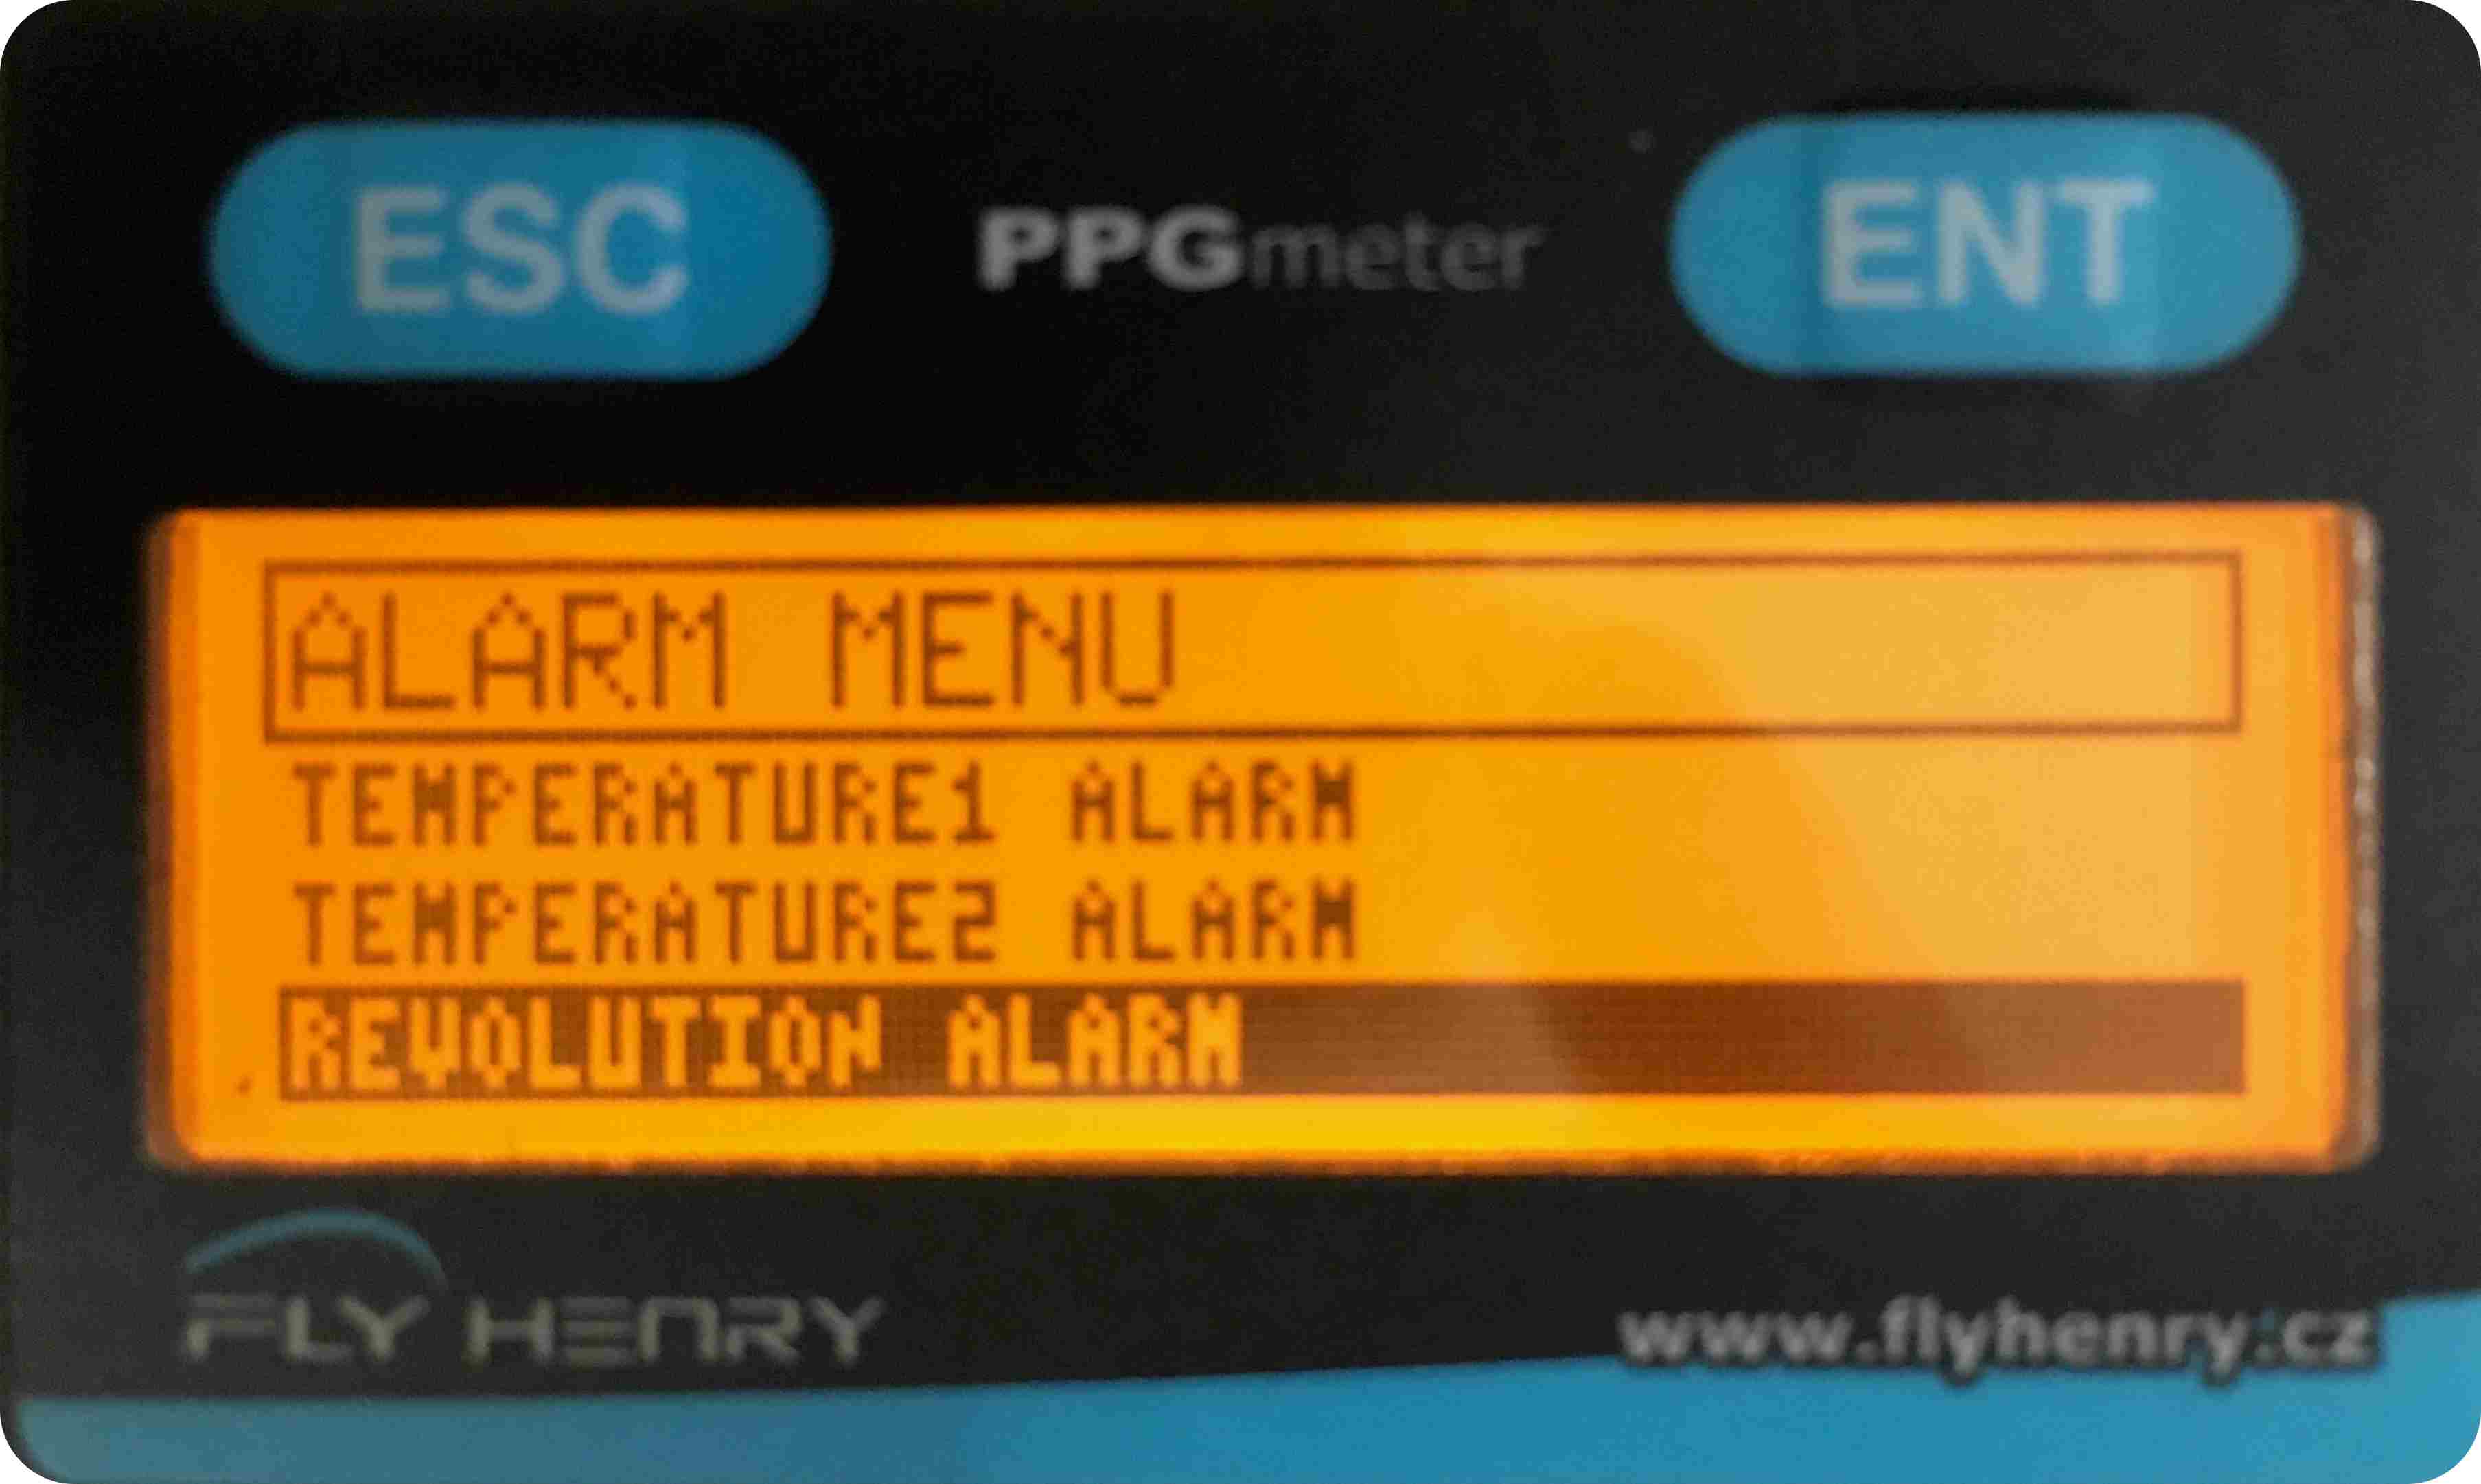 ESC PPGmeter ENT
ALARM MENU
TEMPERATURE1 ALARM
TEMPERATURE2 ALARM
REVOLUTION ALARM
FLY HENRY www.flyhenry.cz